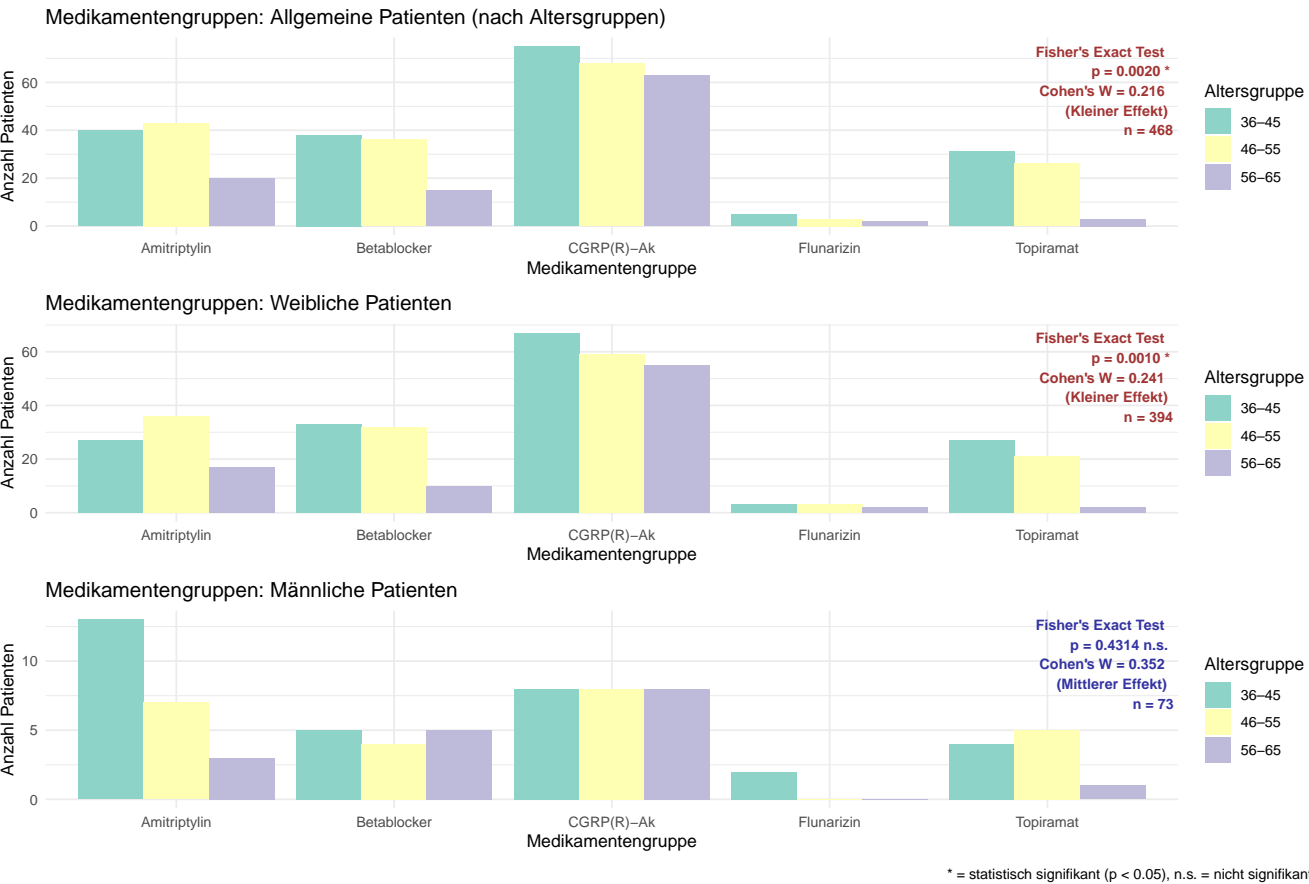 Medikamentengruppen: Allgemeine Patienten (nach Altersgruppen)
Anzahl Patienten
60
40
20
0
Fisher's Exact Test
p = 0.0020 *
Cohen's W = 0.216
(Kleiner Effekt)
n = 468
Altersgruppe
36–45
46–55
56–65
Amitriptylin Betablocker CGRP(R)−Ak Flunarizin Topiramat
Medikamentengruppe
Medikamentengruppen: Weibliche Patienten
Anzahl Patienten
60
40
20
0
Fisher's Exact Test
p = 0.0010 *
Cohen's W = 0.241
(Kleiner Effekt)
n = 394
Altersgruppe
36–45
46–55
56–65
Amitriptylin Betablocker CGRP(R)−Ak Flunarizin Topiramat
Medikamentengruppe
Medikamentengruppen: Männliche Patienten
Anzahl Patienten
10
5
0
Fisher's Exact Test
p = 0.4314 n.s.
Cohen's W = 0.352
(Mittlerer Effekt)
n = 73
Altersgruppe
36–45
46–55
56–65
Amitriptylin Betablocker CGRP(R)−Ak Flunarizin Topiramat
Medikamentengruppe
* = statistisch signifikant (p < 0.05), n.s. = nicht signifikant